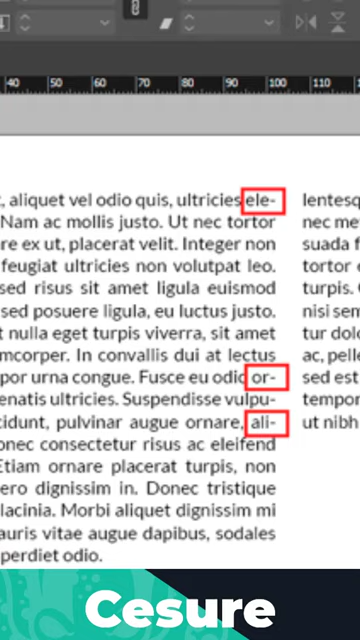 40 50 60 70 80 90 100 110
, aliquet vel odio quis, ultricies ele-
Nam ac mollis justo. Ut nec tortor
re ex ut, placerat velit. Integer non
feugiat ultricies non volutpat leo.
sed risus sit amet ligula euismod
sed posuere ligula, eu luctus justo.
t nulla eget turpis viverra, sit amet
mcorper. In convallis dui at lectus
por urna congue. Fusce eu odio or-
enatis ultricies. Suspendisse vulpu-
cidunt, pulvinar augue ornare, ali-
onec consectetur risus ac eleifend
Etiam ornare placerat turpis, non
ero dignissim in. Donec tristique
lacinia. Morbi aliquet dignissim mi
auris vitae augue dapibus, sodales
perdiet odio.
lentesq
nec me
suada f
tortor e
turpis. 
nisi sem
tur dolo
ac, pelle
sed est
tempor
ut nibh
Cesure